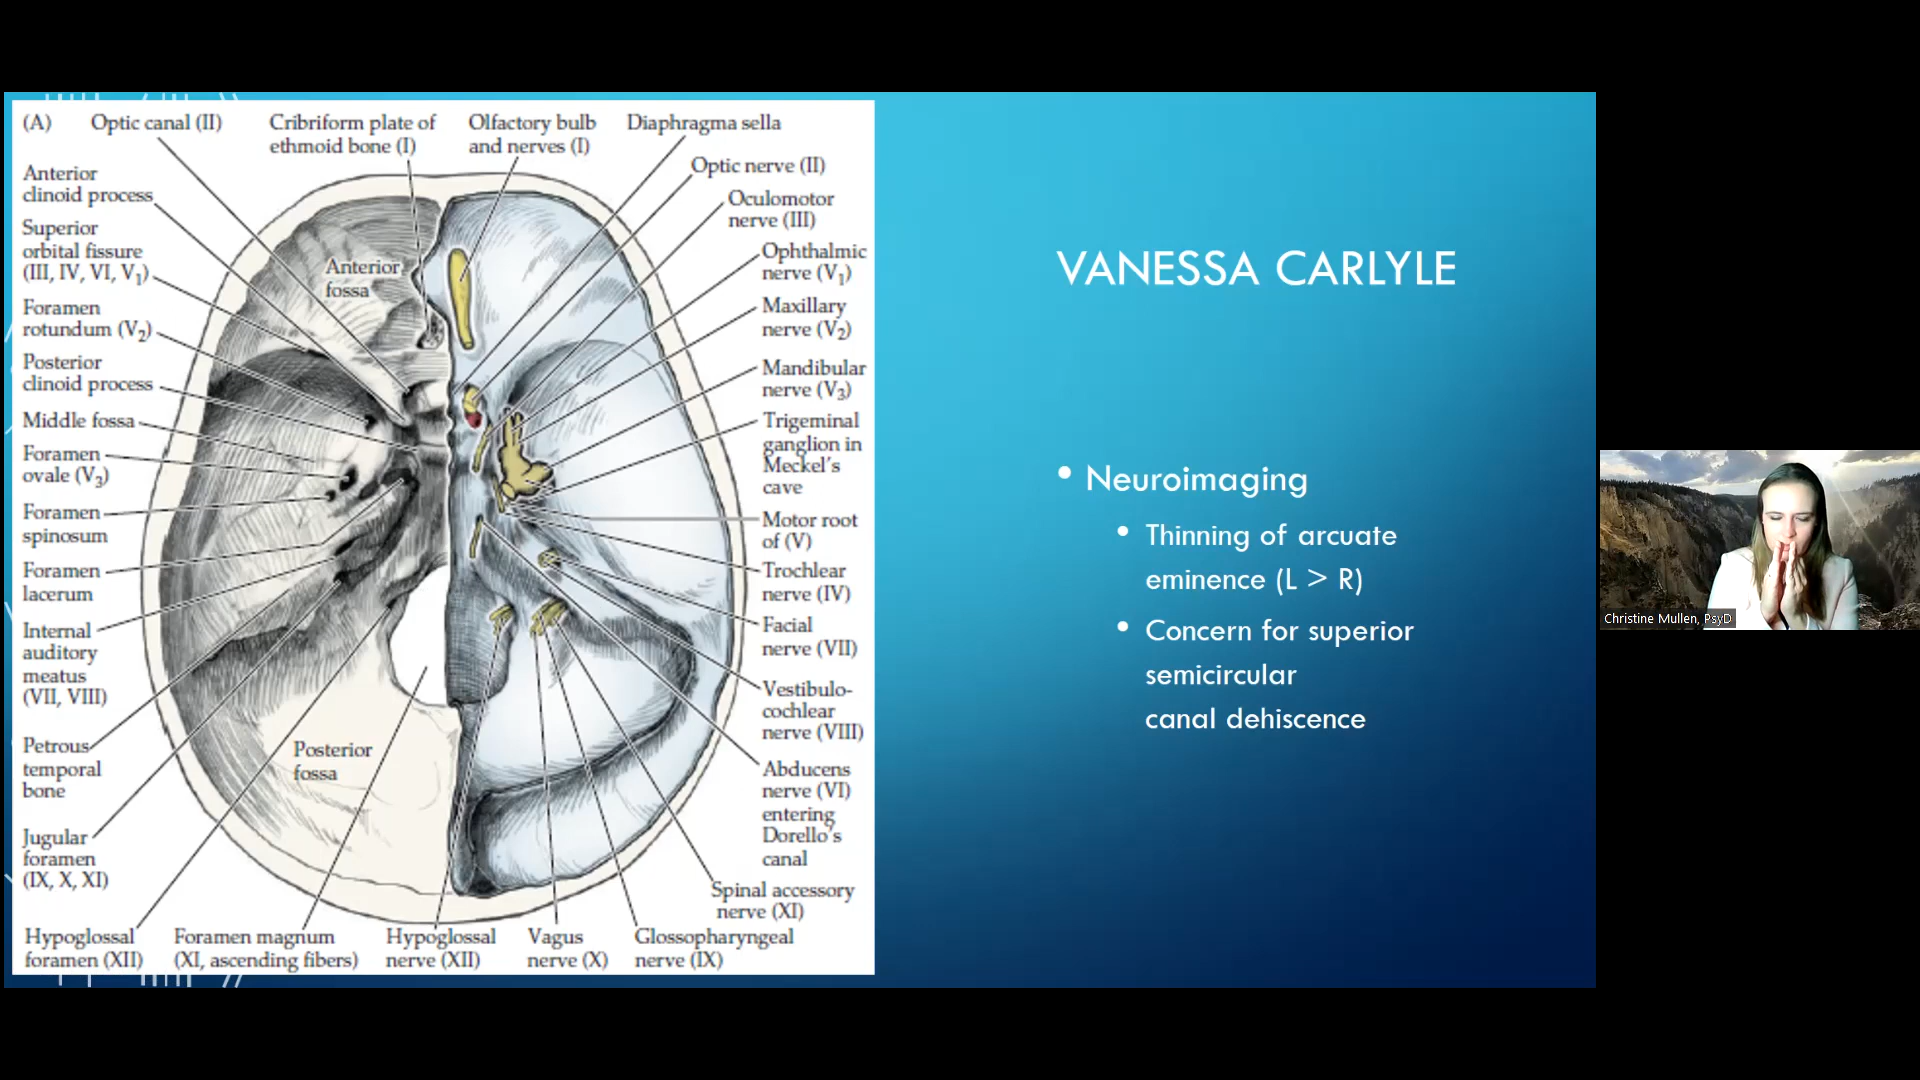 (A)
Optic canal (II)
Cribriform plate of
ethmoid bone (I)
Olfactory bulb
and nerves (I)
Diaphragma sella
Optic nerve (II)
Oculomotor
nerve (III)
Ophthalmic
nerve (V1)
Maxillary
nerve (V2)
Mandibular
nerve (V3)
Trigeminal
ganglion in
Meckel's
cave
Motor root
of (V)
Trochlear
nerve (IV)
Facial
nerve (VII)
Vestibulo-
cochlear
nerve (VIII)
Abducens
nerve (VI)
entering
Dorello's
canal
Spinal accessory
nerve (XI)
Anterior
clinoid process
Superior
orbital fissure
(III, IV, VI, V1)
Foramen
rotundum (V2)
Posterior
clinoid process
Middle fossa
Foramen
ovale (V3)
Foramen
spinosum
Foramen
lacerum
Internal
auditory
meatus
(VII, VIII)
Petrous
temporal
bone
Jugular
foramen
(IX, X, XI)
Hypoglossal
foramen (XII)
Foramen magnum
(XI, ascending fibers)
Hypoglossal
nerve (XII)
Vagus
nerve (X)
Glossopharyngeal
nerve (IX)
Anterior
fossa
Posterior
fossa
VANESSA CARLYLE
• Neuroimaging
• Thinning of arcuate
eminence (L > R)
• Concern for superior
semicircular
canal dehiscence
Christine Mullen, PsyD